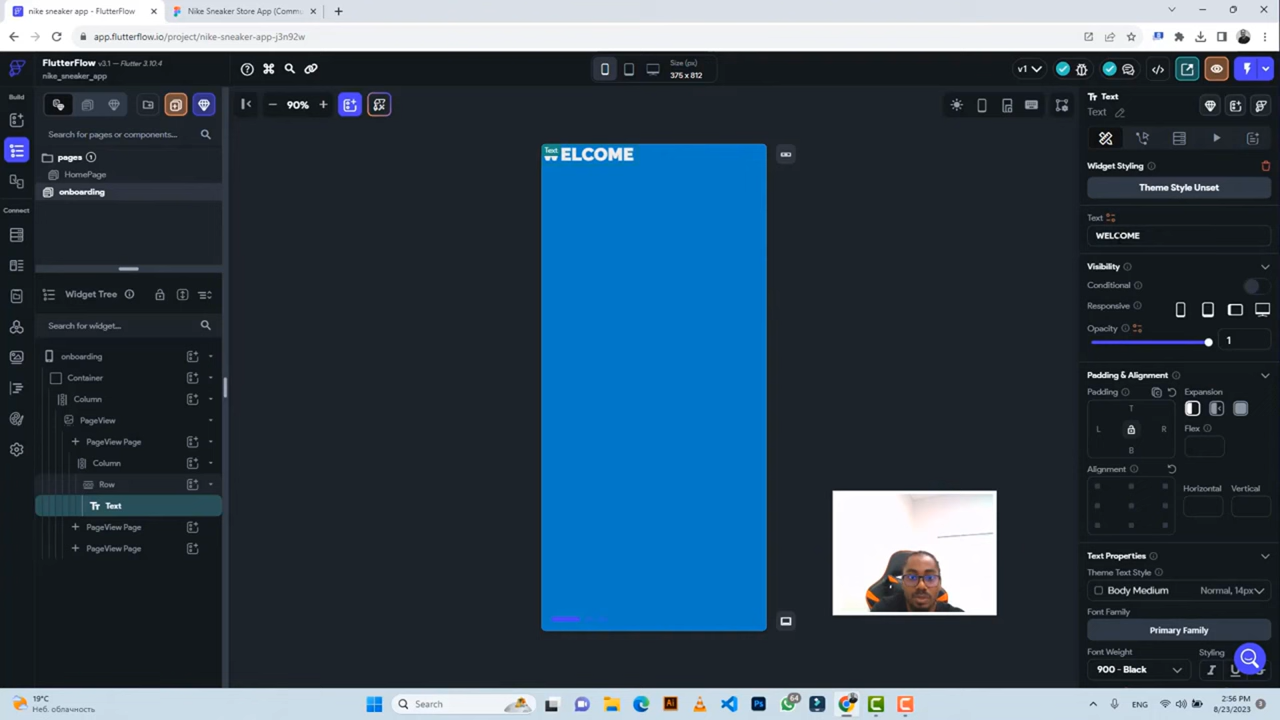 nike sneaker app - FlutterFlow
Nike Sneaker Store App (Commu
app.flutterflow.io/project/nike-sneaker-app-j3n92w
FlutterFlow v3.1 – Flutter 3.10.4
nike_sneaker_app
Size (px)
375 x 812
v1
Build
90%
Text
Text
Search for pages or components...
Text
WELCOME
pages 1
HomePage
onboarding
Widget Styling
Theme Style Unset
Connect
Text
WELCOME
Visibility
Conditional
Responsive
Opacity
1
Widget Tree
Search for widget...
onboarding
Container
Column
PageView
PageView Page
Column
Row
Text
PageView Page
PageView Page
Padding & Alignment
Padding
Expansion
T
L
R
B
Flex
Alignment
Horizontal
Vertical
Text Properties
Theme Text Style
Body Medium
Normal, 14px
Font Family
Primary Family
Font Weight
Styling
900 - Black
19°C
Неб. облачность
Search
64
ENG
2:56 PM
8/23/2023